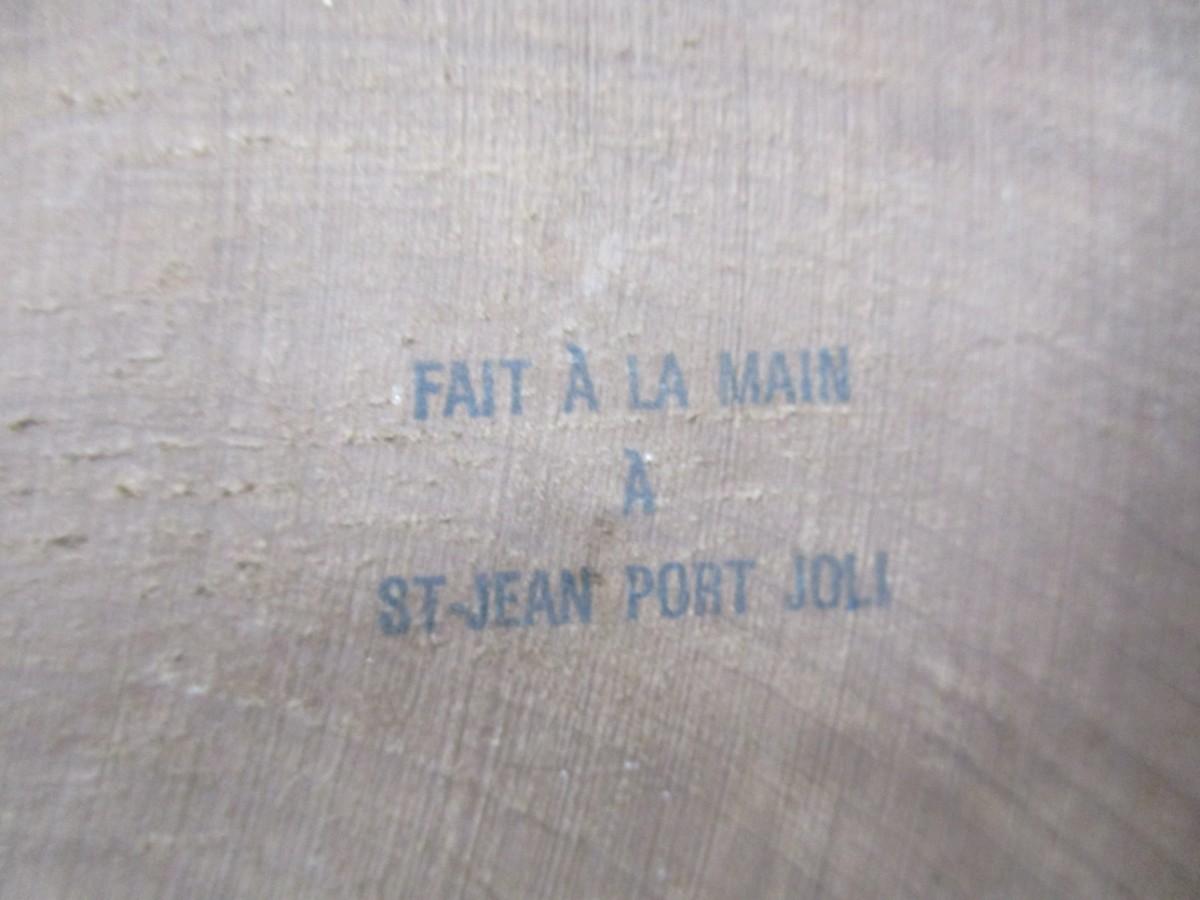 FAIT À LA MAIN
À
ST-JEAN PORT JOLI